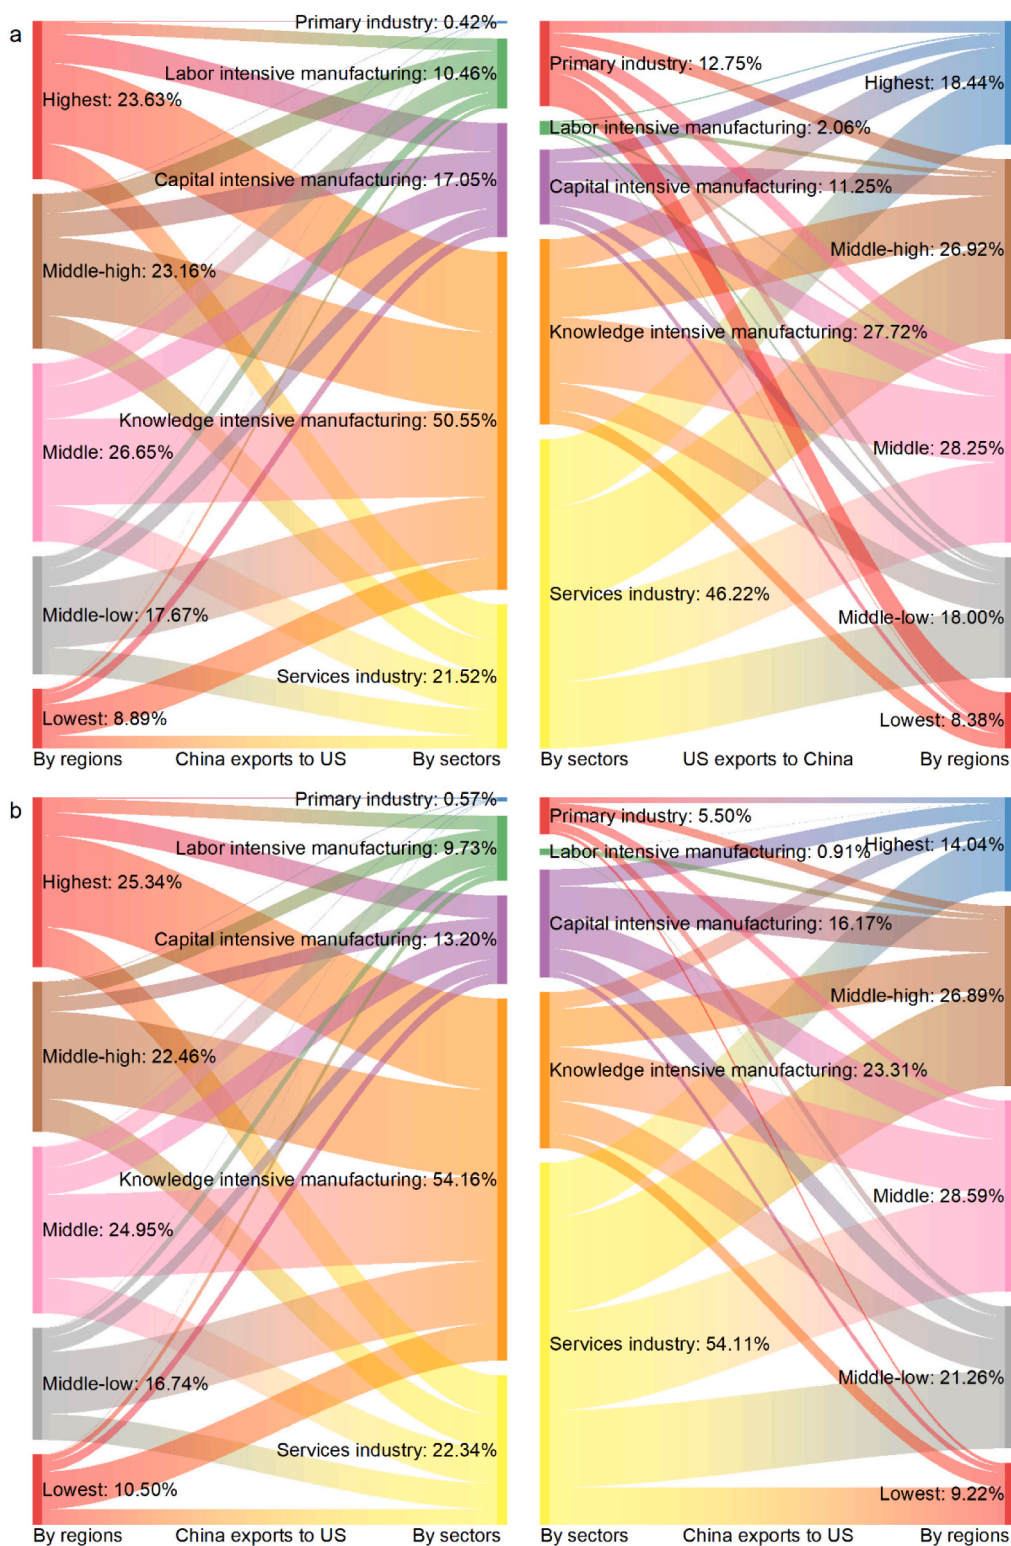 a
Primary industry: 0.42%
Labor intensive manufacturing: 10.46%
Highest: 23.63%
Capital intensive manufacturing: 17.05%
Middle-high: 23.16%
Knowledge intensive manufacturing: 50.55%
Middle: 26.65%
Middle-low: 17.67%
Services industry: 21.52%
Lowest: 8.89%
By regions China exports to US By sectors
Primary industry: 12.75%
Highest: 18.44%
Labor intensive manufacturing: 2.06%
Capital intensive manufacturing: 11.25%
Middle-high: 26.92%
Knowledge intensive manufacturing: 27.72%
Middle: 28.25%
Services industry: 46.22%
Middle-low: 18.00%
Lowest: 8.38%
By sectors US exports to China By regions
b
Primary industry: 0.57%
Labor intensive manufacturing: 9.73%
Highest: 25.34%
Capital intensive manufacturing: 13.20%
Middle-high: 22.46%
Knowledge intensive manufacturing: 54.16%
Middle: 24.95%
Middle-low: 16.74%
Services industry: 22.34%
Lowest: 10.50%
By regions China exports to US By sectors
Primary industry: 5.50%
Highest: 14.04%
Labor intensive manufacturing: 0.91%
Capital intensive manufacturing: 16.17%
Middle-high: 26.89%
Knowledge intensive manufacturing: 23.31%
Middle: 28.59%
Services industry: 54.11%
Middle-low: 21.26%
Lowest: 9.22%
By sectors China exports to US By regions